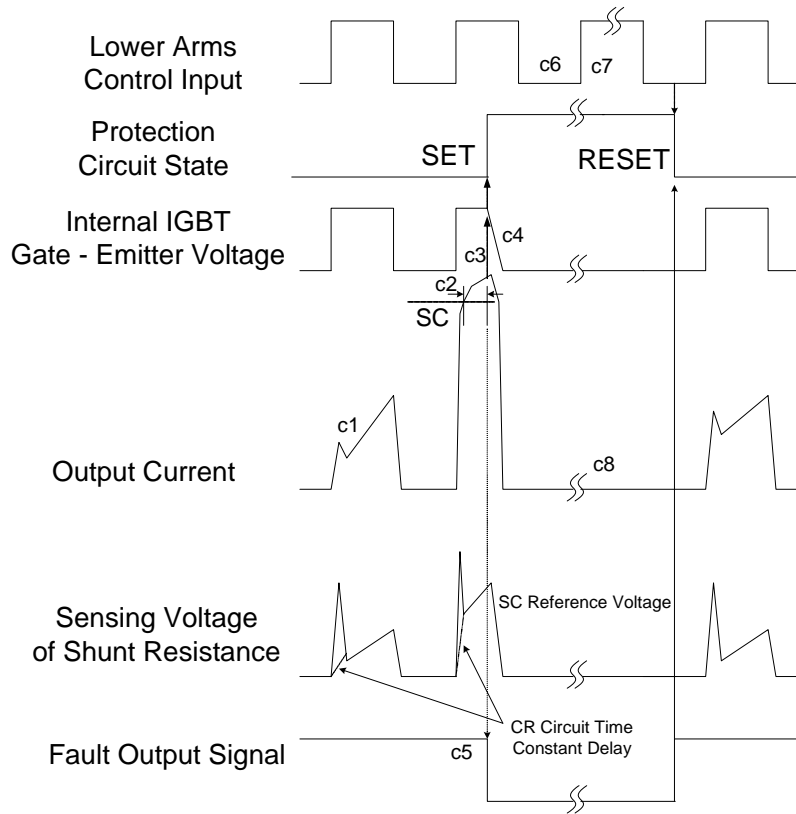 Lower Arms
Control Input
c6
c7
Protection
Circuit State
SET
RESET
Internal IGBT
Gate - Emitter Voltage
c3
c4
c2
SC
c1
Output Current
c8
Sensing Voltage
of Shunt Resistance
SC Reference Voltage
CR Circuit Time
Constant Delay
Fault Output Signal
c5